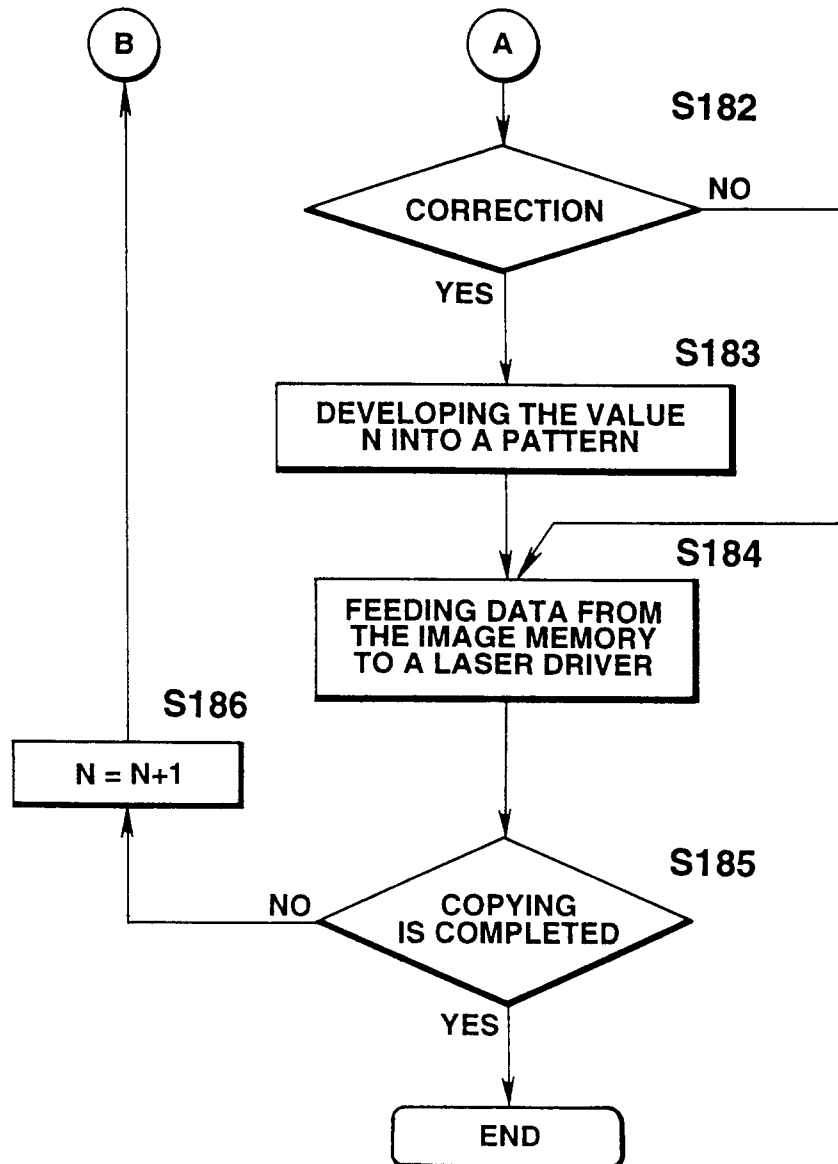 B
A
S182
CORRECTION
NO
YES
S183
DEVELOPING THE VALUE
N INTO A PATTERN
S184
FEEDING DATA FROM
THE IMAGE MEMORY
TO A LASER DRIVER
S186
N = N+1
S185
NO
COPYING
IS COMPLETED
YES
END